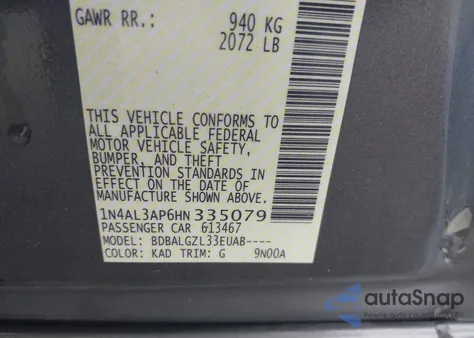 GAWR RR.: 940 KG
2072 LB
THIS VEHICLE CONFORMS TO
ALL APPLICABLE FEDERAL
MOTOR VEHICLE SAFETY,
BUMPER, AND THEFT
PREVENTION STANDARDS IN
EFFECT ON THE DATE OF
MANUFACTURE SHOWN ABOVE.
1N4AL3AP6HN 335079
PASSENGER CAR 613467
MODEL: BDBALGZL33EUAB----
COLOR: KAD TRIM: G 9N00A
autoSnap